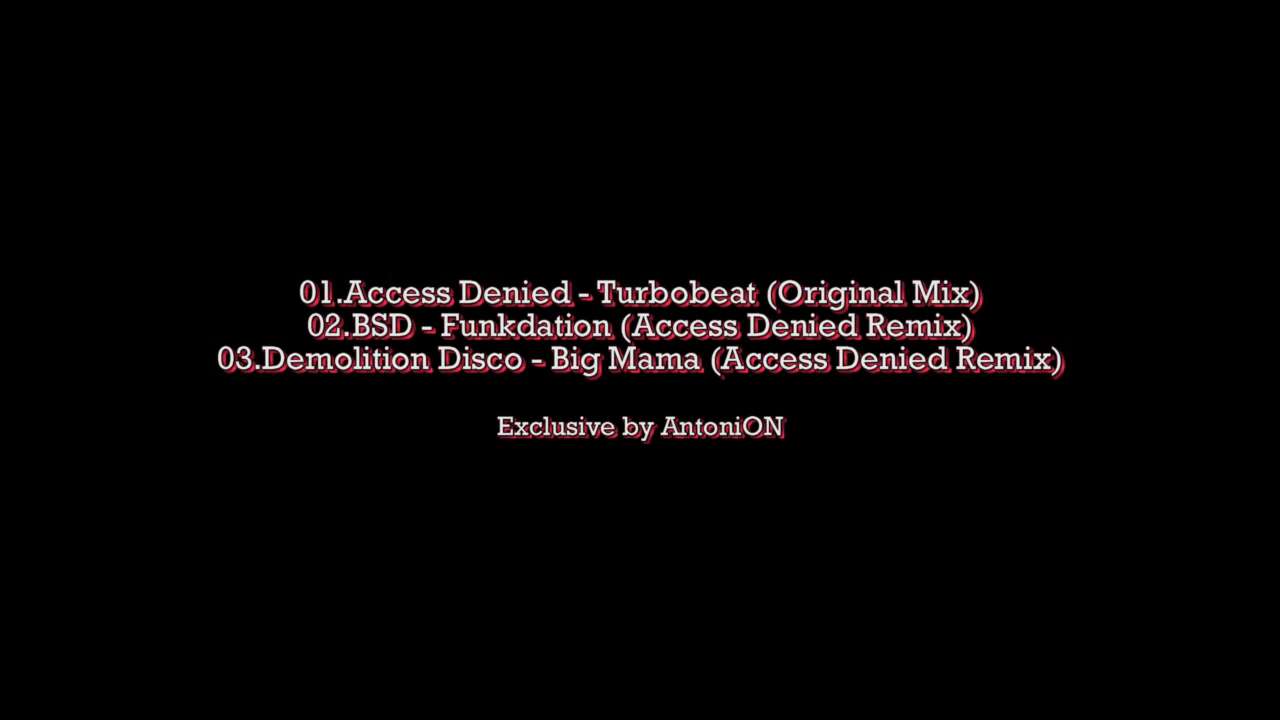 01.Access Denied - Turbobeat (Original Mix)
02.BSD - Funkdation (Access Denied Remix)
03.Demolition Disco - Big Mama (Access Denied Remix)
Exclusive by AntoniON